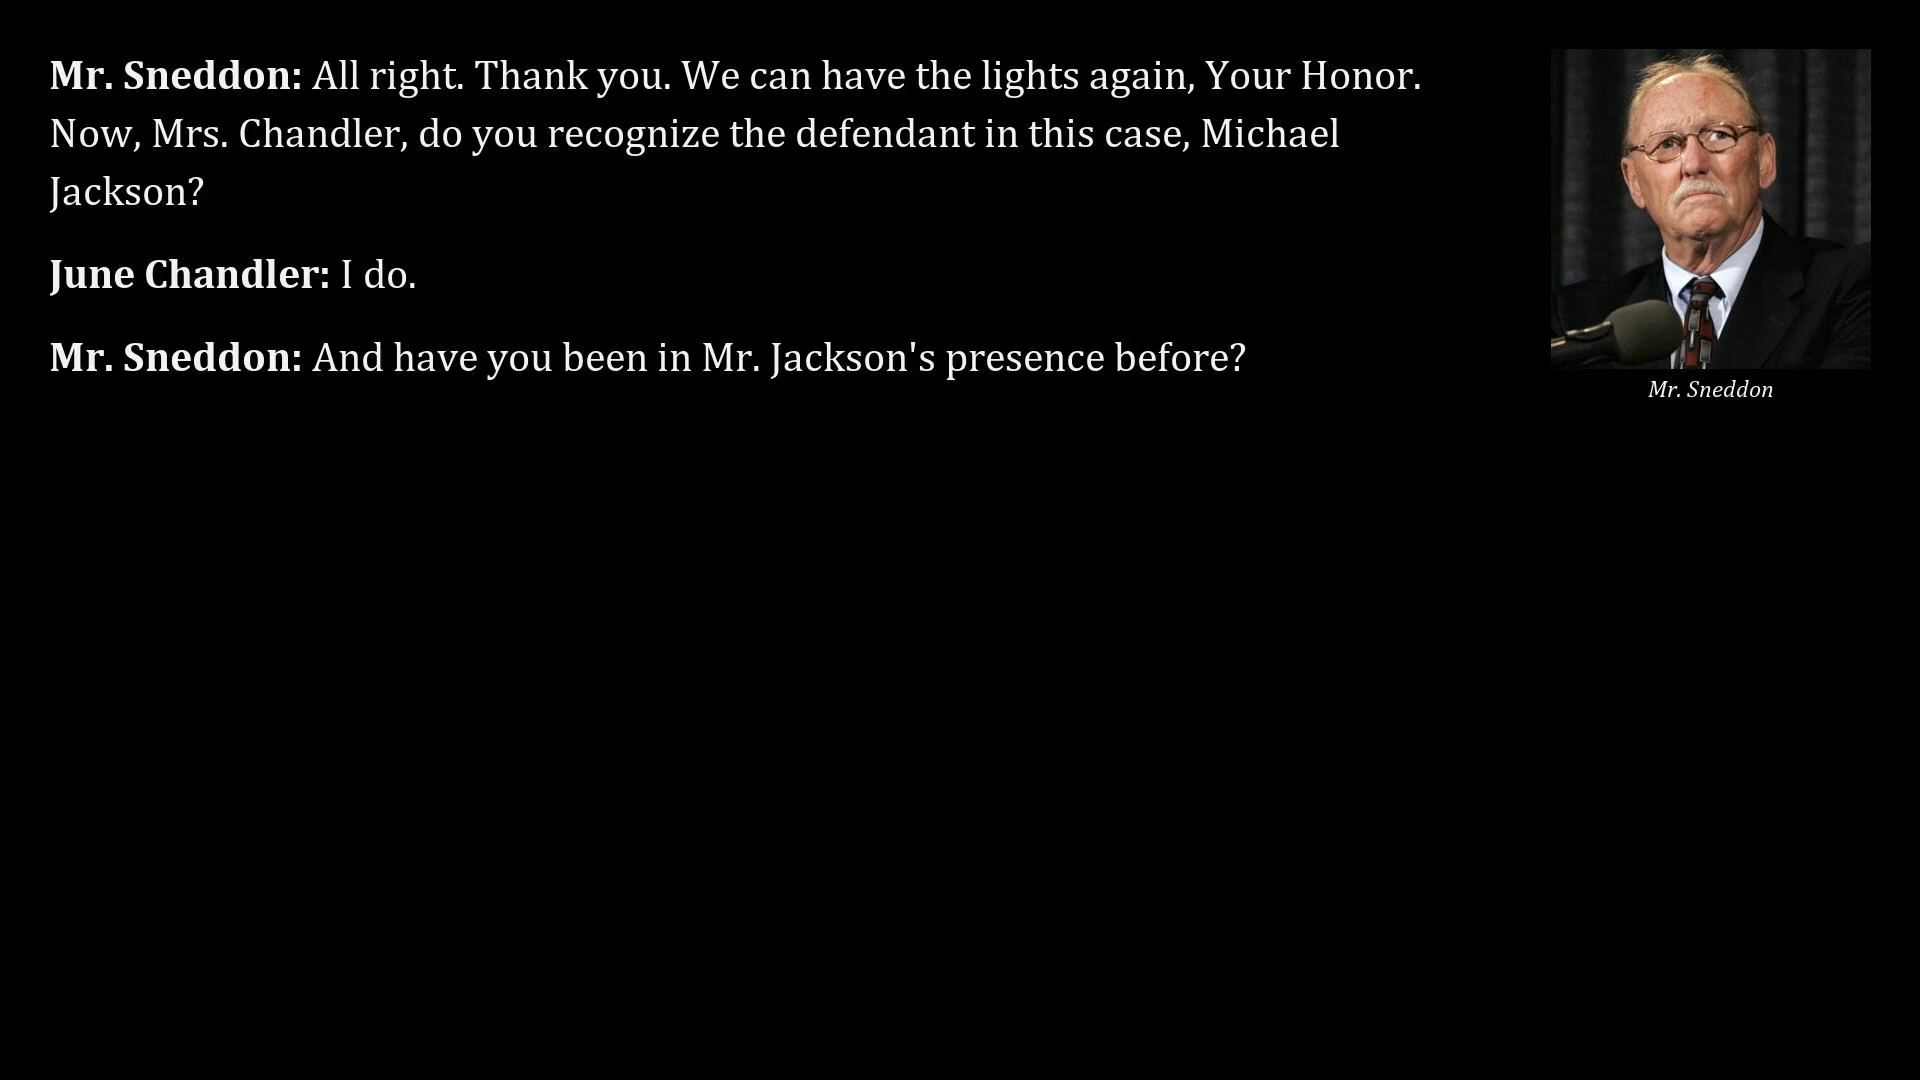 Mr. Sneddon: All right. Thank you. We can have the lights again, Your Honor.
Now, Mrs. Chandler, do you recognize the defendant in this case, Michael
Jackson?
June Chandler: I do.
Mr. Sneddon: And have you been in Mr. Jackson's presence before?
Mr. Sneddon